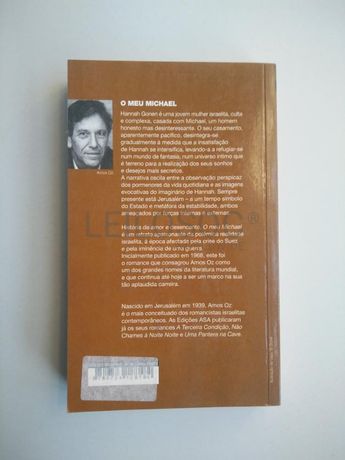 O MEU MICHAEL
Hannah Gonen é uma jovem mulher israelita, culta
e complexa, casada com Michael, um homem
honesto mas desinteressante. O seu casamento,
aparentemente pacífico, desintegra-se
gradualmente à medida que a insatisfação
de Hannah se intensifica, levando-a a refugiar-se
num mundo de fantasia, num universo íntimo que
é terreno para a realização dos seus sonhos
e desejos mais secretos.
A narrativa oscila entre a observação perspicaz
dos pormenores da vida quotidiana e as imagens
evocativas do imaginário de Hannah. Sempre
presente está Jerusalém – a um tempo símbolo
do Estado e metáfora da estabilidade, ambos
ameaçados por forças internas e externas.
História de amor e desencanto, O meu Michael
é um retrato apaixonante da
israelita, à época afectada pela crise do Suez
e pela iminência de uma guerra.
Inicialmente publicado em 1968, este foi
o romance que consagrou Amos Oz como
um dos grandes nomes da literatura mundial,
e que continua até hoje a ser um marco na sua
tão aplaudida carreira.
Amos Oz
Nascido em Jerusalém em 1939, Amos Oz
é o mais conceituado dos romancistas israelitas
contemporâneos. As Edições ASA publicaram
já os seus romances A Terceira Condição, Não
Chames à Noite Noite e Uma Pantera na Cave.